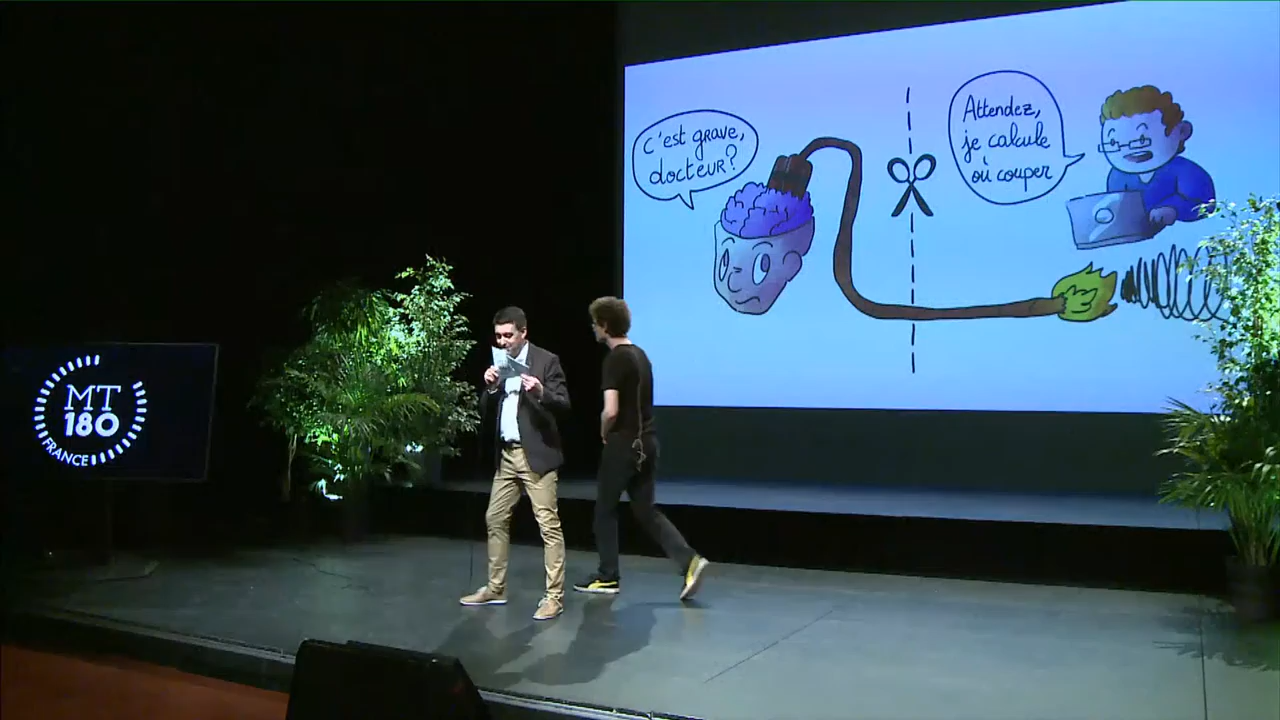 C'est grave,
docteur?
Attendez,
je calcule
où couper
MT
180
FRANCE